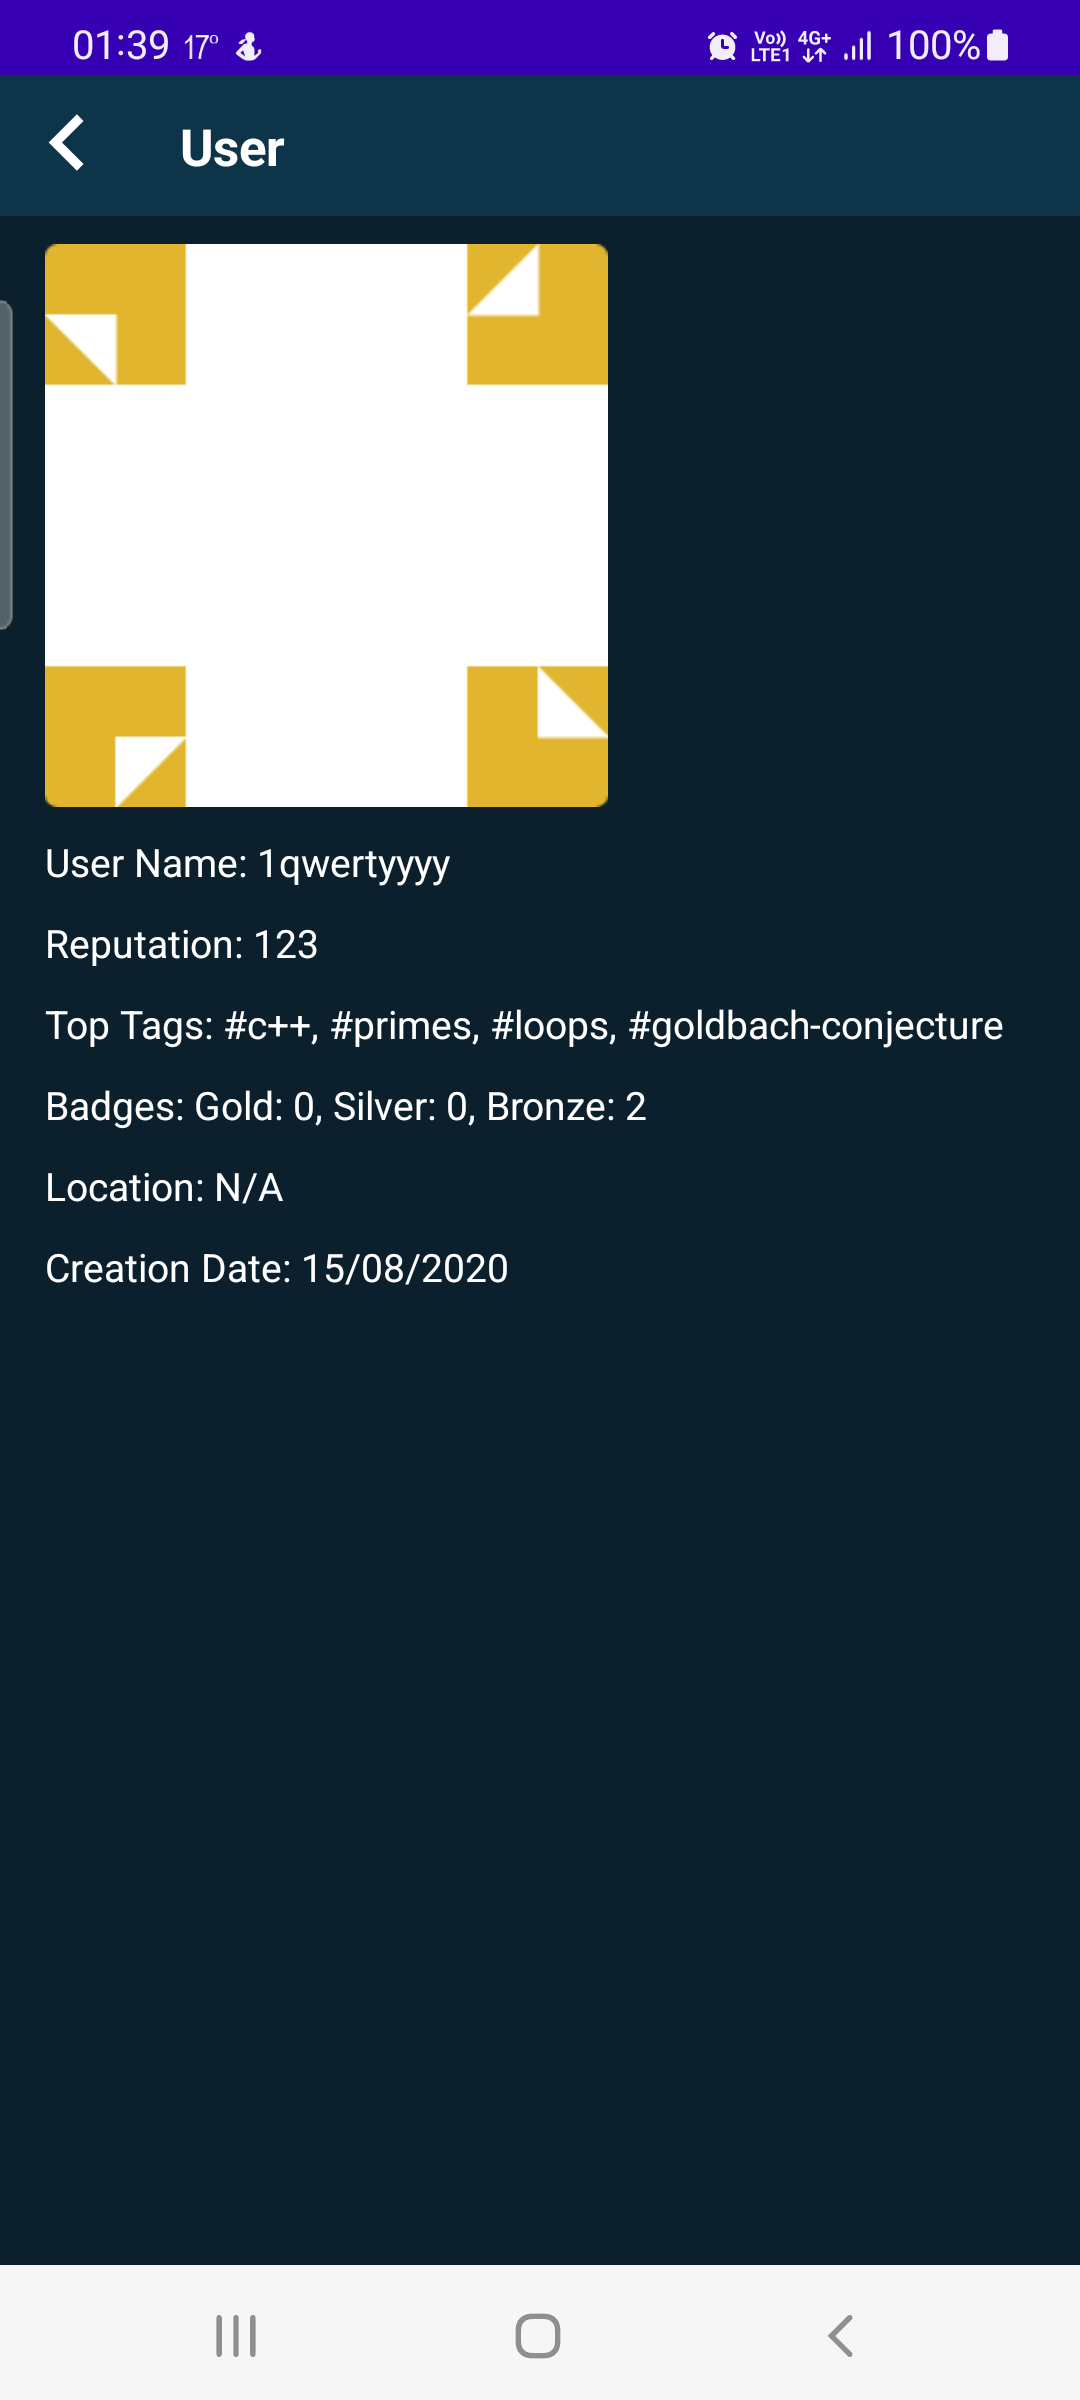 01:39 17° Vo)) LTE1 4G+ 100%
User
User Name: 1qwertyyyy
Reputation: 123
Top Tags: #c++, #primes, #loops, #goldbach-conjecture
Badges: Gold: 0, Silver: 0, Bronze: 2
Location: N/A
Creation Date: 15/08/2020